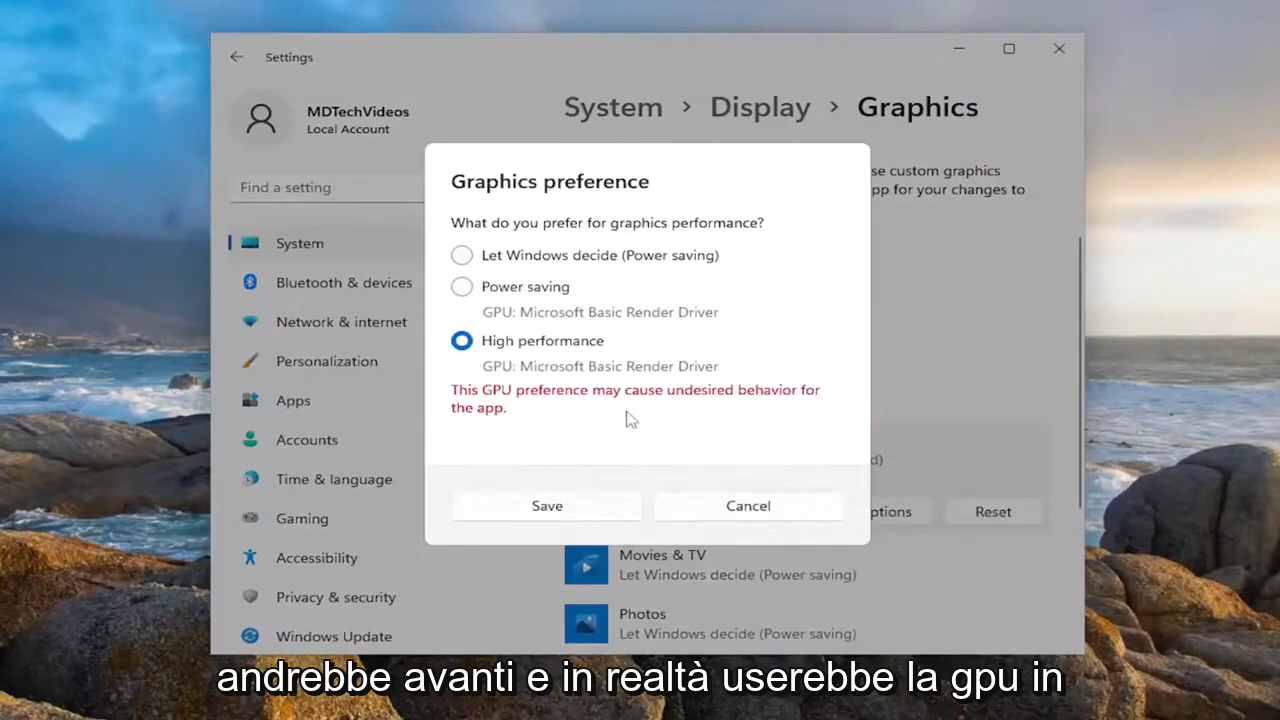 Settings
MDTechVideos
Local Account
Find a setting
System
Bluetooth & devices
Network & internet
Personalization
Apps
Accounts
Time & language
Gaming
Accessibility
Privacy & security
Windows Update
System > Display > Graphics
se custom graphics
pp for your changes to
Graphics preference
What do you prefer for graphics performance?
Let Windows decide (Power saving)
Power saving
GPU: Microsoft Basic Render Driver
High performance
GPU: Microsoft Basic Render Driver
This GPU preference may cause undesired behavior for
the app.
Save Cancel
d)
ptions Reset
Movies & TV
Let Windows decide (Power saving)
Photos
Let Windows decide (Power saving)
andrebbe avanti e in realtà userebbe la gpu in